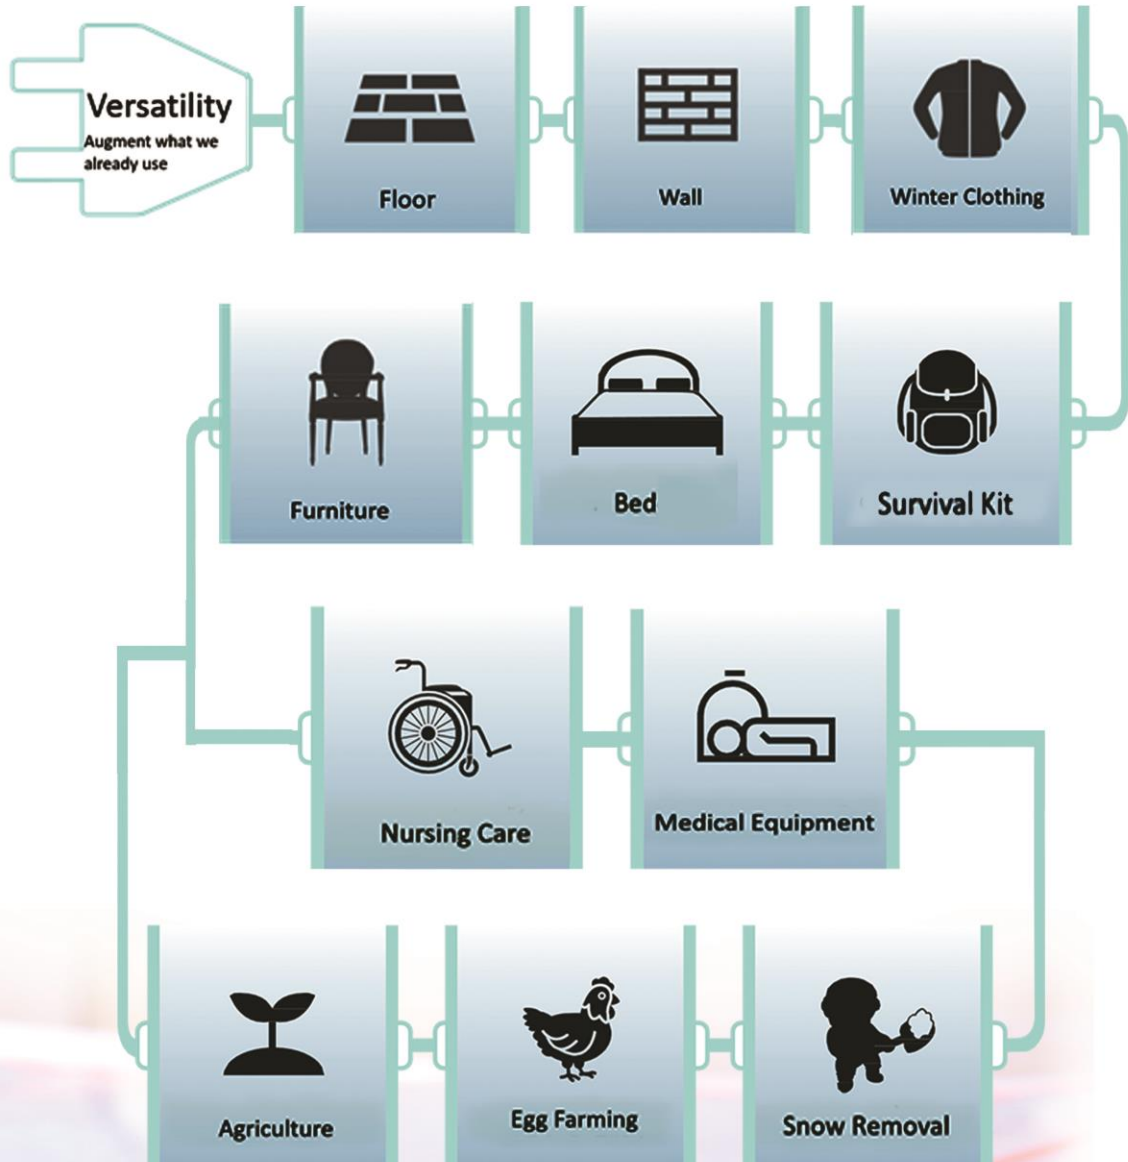 Versatility
Augment what we
already use
Floor
Wall
Winter Clothing
Furniture
Bed
Survival Kit
Nursing Care
Medical Equipment
Agriculture
Egg Farming
Snow Removal